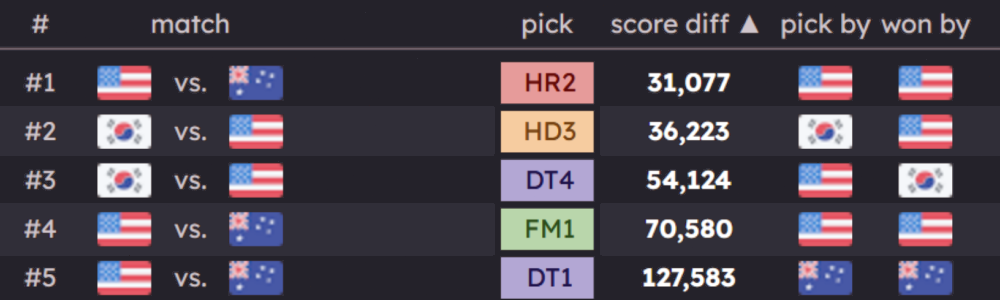 # match pick score diff ▲ pick by won by
#1 vs. HR2 31,077
#2 vs. HD3 36,223
#3 vs. DT4 54,124
#4 vs. FM1 70,580
#5 vs. DT1 127,583